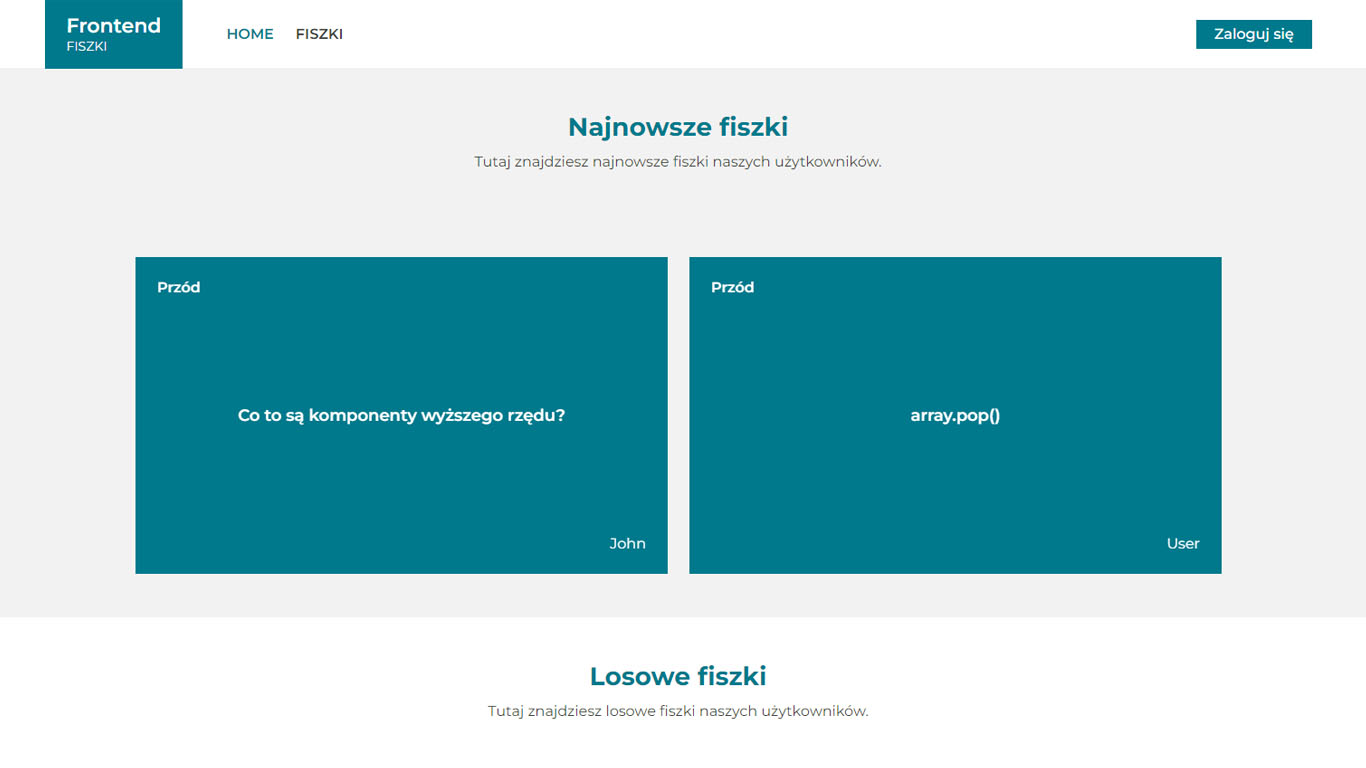 Frontend
FISZKI
HOME FISZKI
Zaloguj się
Najnowsze fiszki
Tutaj znajdziesz najnowsze fiszki naszych użytkowników.
Przód
Co to są komponenty wyższego rzędu?
John
Przód
array.pop()
User
Losowe fiszki
Tutaj znajdziesz losowe fiszki naszych użytkowników.